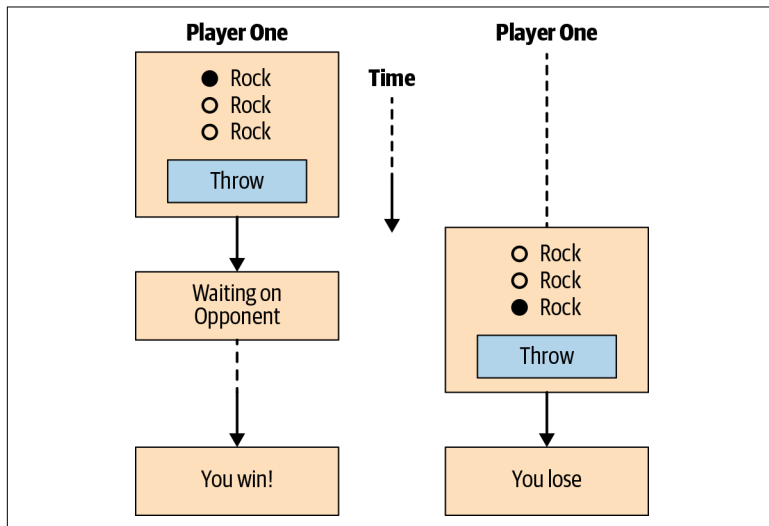 Player One
Rock
Rock
Rock
Throw
Waiting on
Opponent
You win!
Time
Player One
Rock
Rock
Rock
Throw
You lose